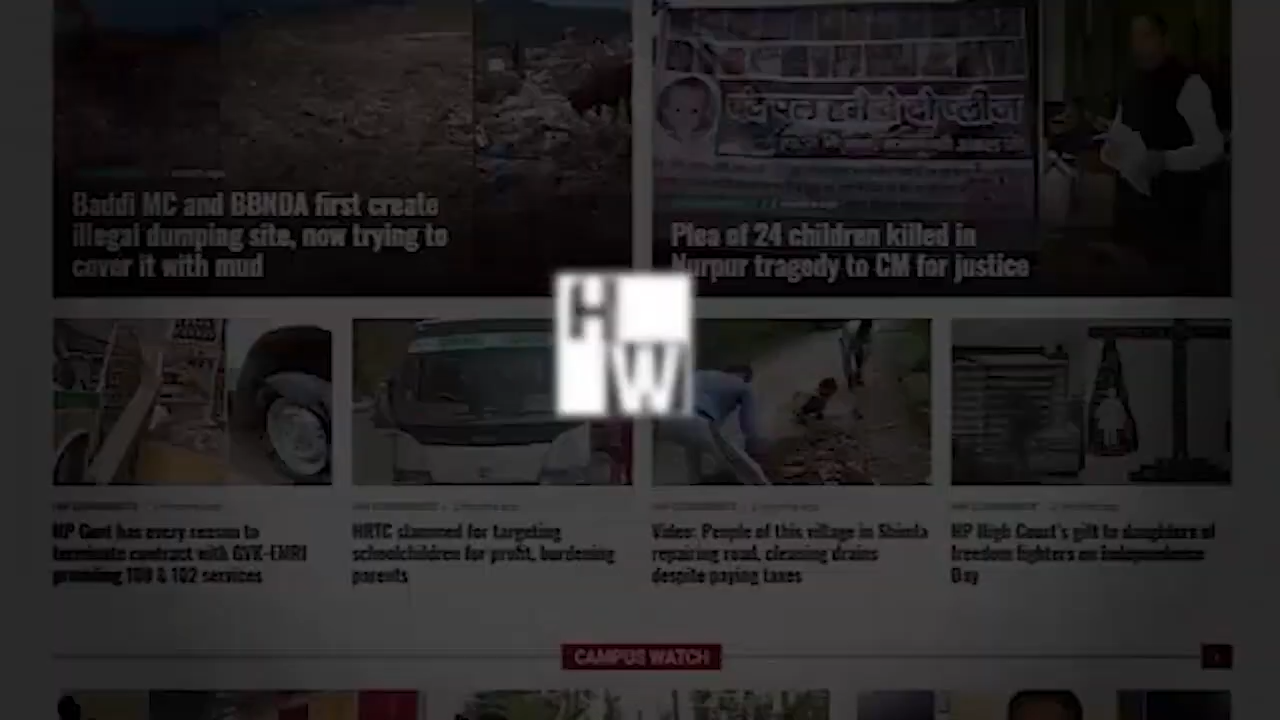 Baddi MC and BBNDA first create
illegal dumping site, now trying to
cover it with mud
Plea of 24 children killed in
Nurpur tragedy to CM for justice
H
W
HP Govt has every reason to
terminate contract with GVK-EMRI
promising 108 & 102 services
HRTC slammed for targeting
schoolchildren for profit, burdening
parents
Video: People of this village in Shimla
repairing road, cleaning drains
despite paying taxes
HP High Court's gift to daughters of
freedom fighters on Independence
Day
CAMPUS WATCH